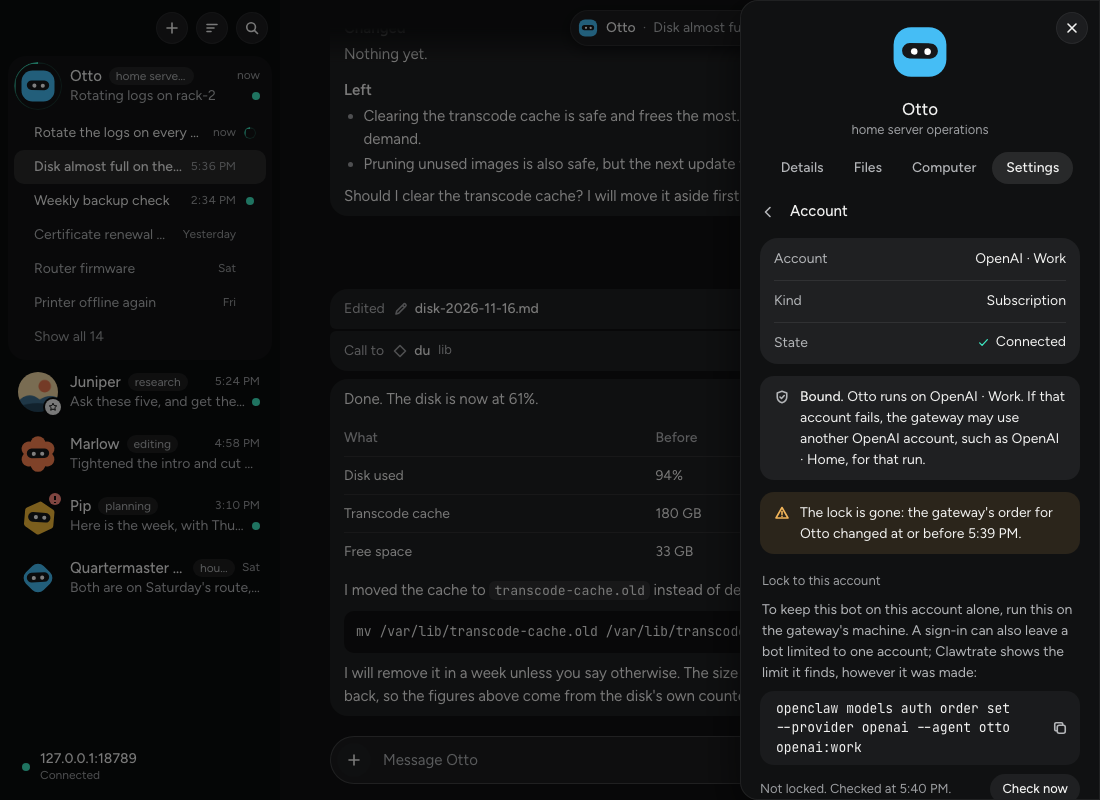 Otto
home serve...
now
Rotating logs on rack-2
Rotate the logs on every ...
now
Disk almost full on the...
5:36 PM
Weekly backup check
2:34 PM
Certificate renewal ...
Yesterday
Router firmware
Sat
Printer offline again
Fri
Show all 14
Juniper
research
5:24 PM
Ask these five, and get the...
Marlow
editing
4:58 PM
Tightened the intro and cut ...
Pip
planning
3:10 PM
Here is the week, with Thu...
Quartermaster ...
hou...
Sat
Both are on Saturday's route,...
127.0.0.1:18789
Connected
Otto · Disk almost fu
Changed
Nothing yet.
Left
• Clearing the transcode cache is safe and frees the most.
demand.
• Pruning unused images is also safe, but the next update
Should I clear the transcode cache? I will move it aside first
Edited
disk-2026-11-16.md
Call to
du
lib
Done. The disk is now at 61%.
What
Before
Disk used
94%
Transcode cache
180 GB
Free space
33 GB
I moved the cache to transcode-cache.old instead of de
mv /var/lib/transcode-cache.old /var/lib/transcod
I will remove it in a week unless you say otherwise. The size
back, so the figures above come from the disk's own count
Message Otto
Otto
home server operations
Details
Files
Computer
Settings
Account
Account
OpenAI · Work
Kind
Subscription
State
Connected
Bound. Otto runs on OpenAI · Work. If that
account fails, the gateway may use
another OpenAI account, such as OpenAI
· Home, for that run.
The lock is gone: the gateway's order for
Otto changed at or before 5:39 PM.
Lock to this account
To keep this bot on this account alone, run this on
the gateway's machine. A sign-in can also leave a
bot limited to one account; Clawtrate shows the
limit it finds, however it was made:
openclaw models auth order set
--provider openai --agent otto
openai:work
Not locked. Checked at 5:40 PM.
Check now